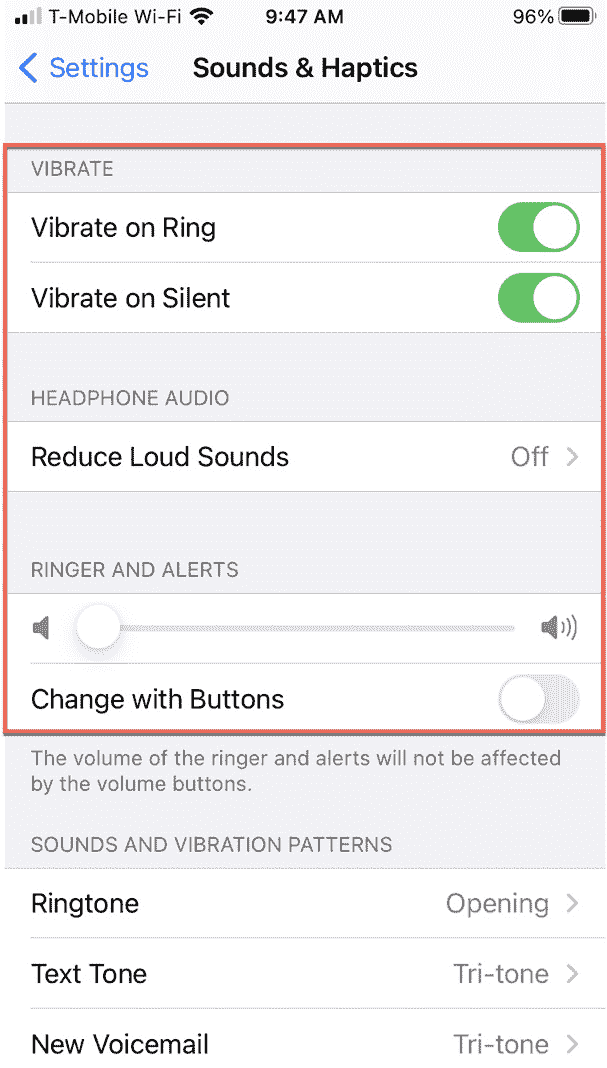 T-Mobile Wi-Fi 9:47 AM 96%
Settings Sounds & Haptics
VIBRATE
Vibrate on Ring
Vibrate on Silent
HEADPHONE AUDIO
Reduce Loud Sounds Off
RINGER AND ALERTS
Change with Buttons
The volume of the ringer and alerts will not be affected
by the volume buttons.
SOUNDS AND VIBRATION PATTERNS
Ringtone Opening
Text Tone Tri-tone
New Voicemail Tri-tone